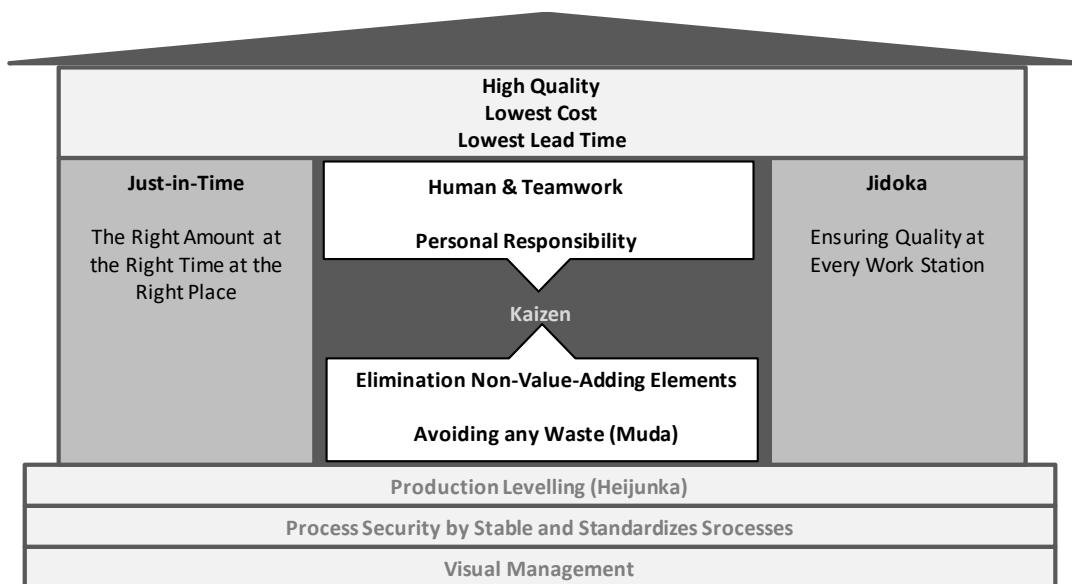 High Quality
Lowest Cost
Lowest Lead Time
Just-in-Time
The Right Amount at
the Right Time at the
Right Place
Human & Teamwork
Personal Responsibility
Kaizen
Elimination Non-Value-Adding Elements
Avoiding any Waste (Muda)
Jidoka
Ensuring Quality at
Every Work Station
Production Levelling (Heijunka)
Process Security by Stable and Standardizes Srocesses
Visual Management